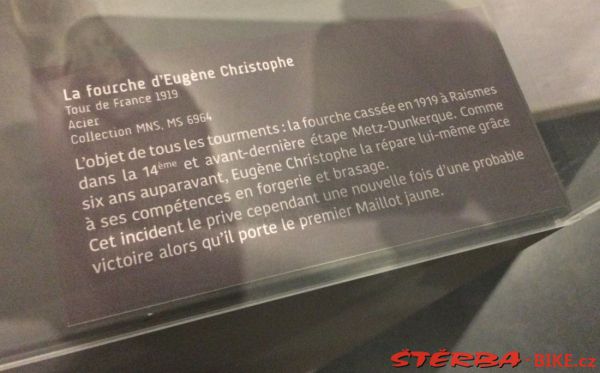 La fourche d'Eugène Christophe
Tour de France 1919
Acier
Collection MNS, MS 6964
L'objet de tous les tourments : la fourche cassée en 1919 à Raismes
dans la 14ème et avant-dernière étape Metz-Dunkerque. Comme
six ans auparavant, Eugène Christophe la répare lui-même grâce
à ses compétences en forgerie et brasage.
Cet incident le prive cependant une nouvelle fois d'une probable
victoire alors qu'il porte le premier Maillot jaune.
ŠTĚRBA-BIKE.cz